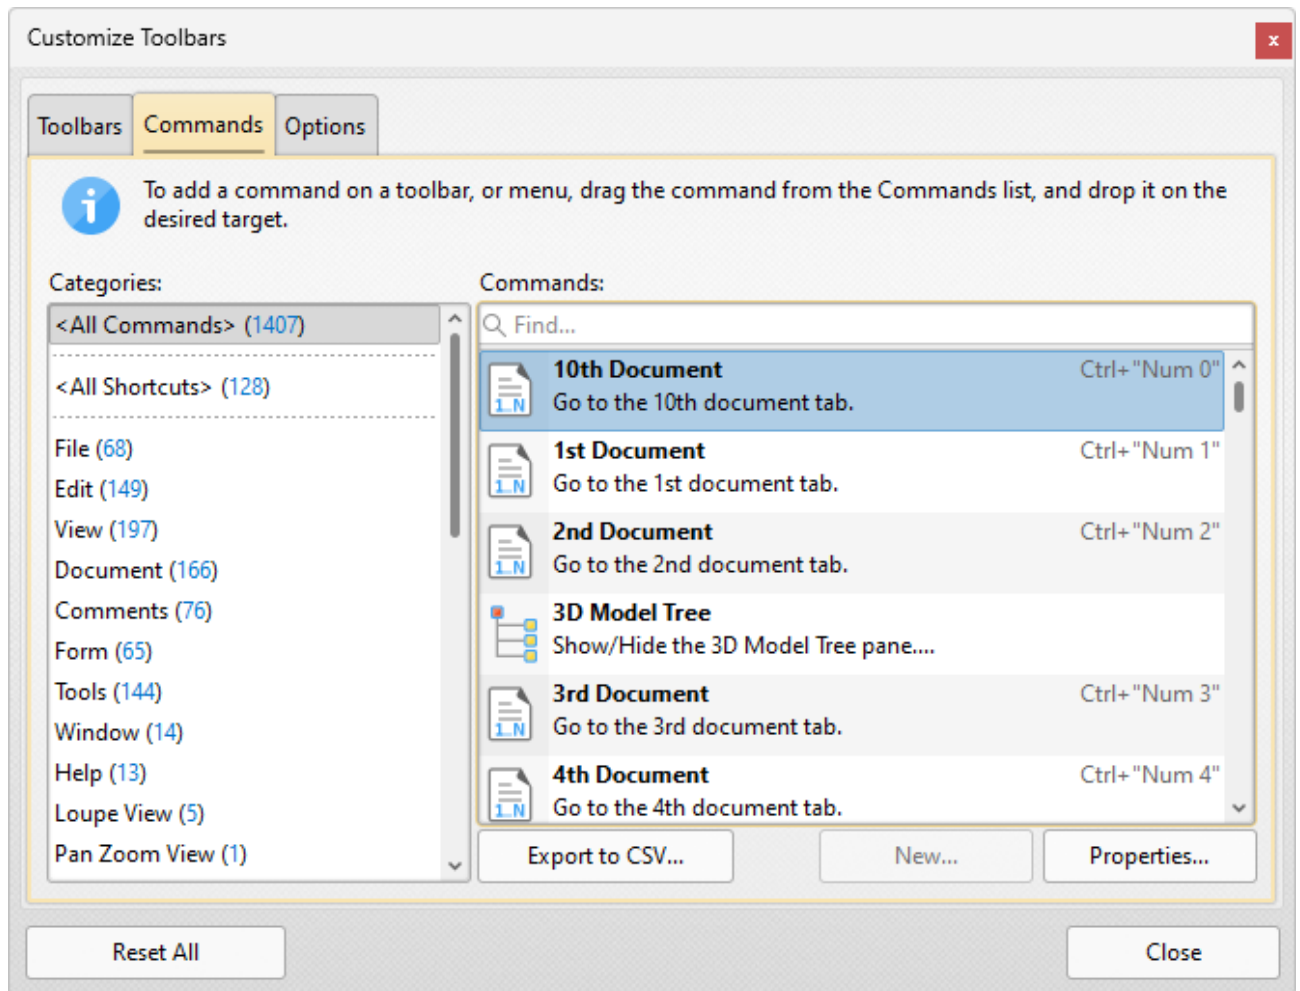 Customize Toolbars
x
Toolbars
Commands
Options
i
To add a command on a toolbar, or menu, drag the command from the Commands list, and drop it on the
desired target.
Categories:
<All Commands> (1407)
<All Shortcuts> (128)
File (68)
Edit (149)
View (197)
Document (166)
Comments (76)
Form (65)
Tools (144)
Window (14)
Help (13)
Loupe View (5)
Pan Zoom View (1)
Commands:
Find...
10th Document Ctrl+"Num 0"
Go to the 10th document tab.
1..N
1st Document Ctrl+"Num 1"
Go to the 1st document tab.
1..N
2nd Document Ctrl+"Num 2"
Go to the 2nd document tab.
1..N
3D Model Tree
Show/Hide the 3D Model Tree pane....
3rd Document Ctrl+"Num 3"
Go to the 3rd document tab.
1..N
4th Document Ctrl+"Num 4"
Go to the 4th document tab.
1..N
Export to CSV...
New...
Properties...
Reset All
Close